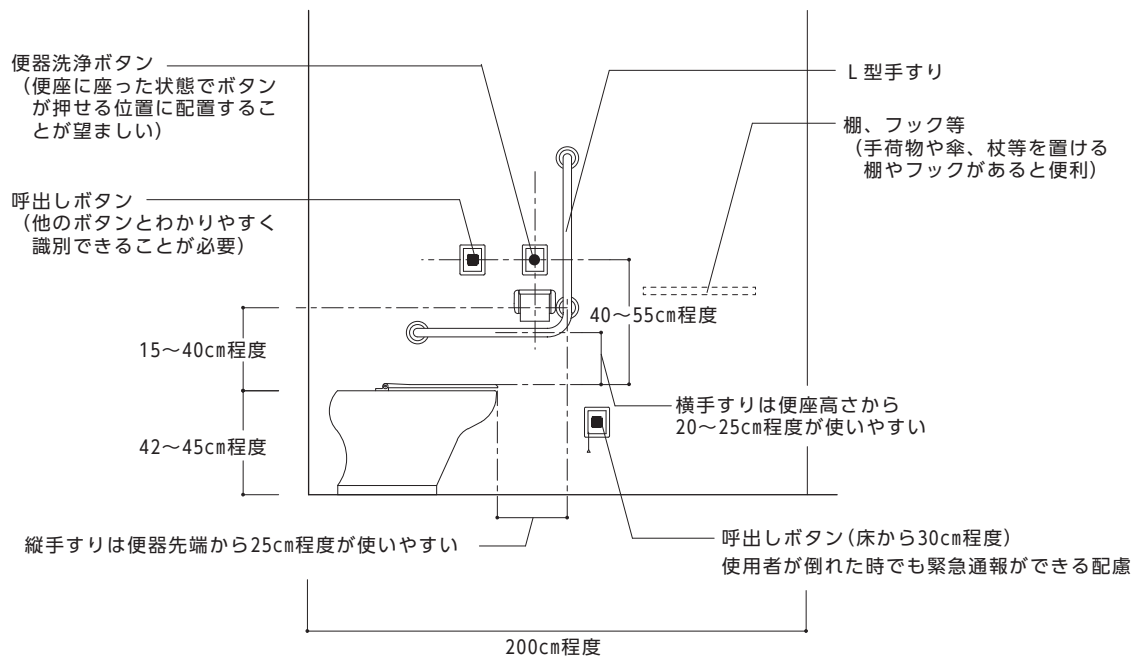 便器洗浄ボタン
(便座に座った状態でボタン
が押せる位置に配置するこ
とが望ましい)
L型手すり
棚、フック等
(手荷物や傘、杖等を置ける
棚やフックがあると便利)
呼出しボタン
(他のボタンとわかりやすく
識別できることが必要)
40～55cm程度
15～40cm程度
横手すりは便座高さから
20～25cm程度が使いやすい
42～45cm程度
縦手すりは便器先端から25cm程度が使いやすい
呼出しボタン(床から30cm程度)
使用者が倒れた時でも緊急通報ができる配慮
200cm程度